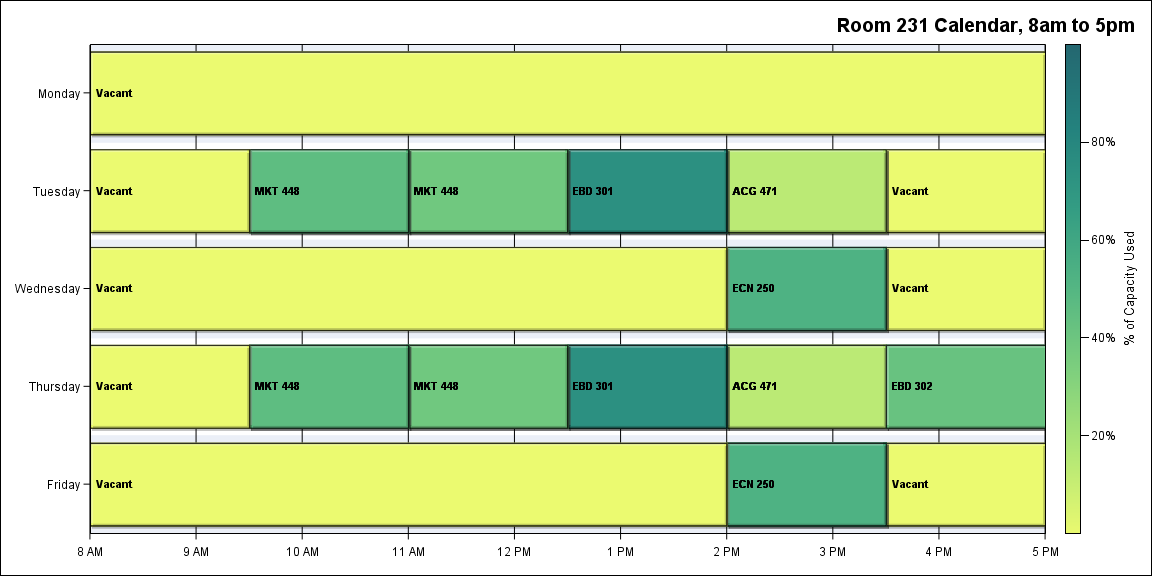 Room 231 Calendar, 8am to 5pm
Monday
Vacant
Tuesday
Vacant
MKT 448
MKT 448
EBD 301
ACG 471
Vacant
Wednesday
Vacant
ECN 250
Vacant
Thursday
Vacant
MKT 448
MKT 448
EBD 301
ACG 471
EBD 302
Friday
Vacant
ECN 250
Vacant
8 AM
9 AM
10 AM
11 AM
12 PM
1 PM
2 PM
3 PM
4 PM
5 PM
80%
60%
40%
20%
% of Capacity Used